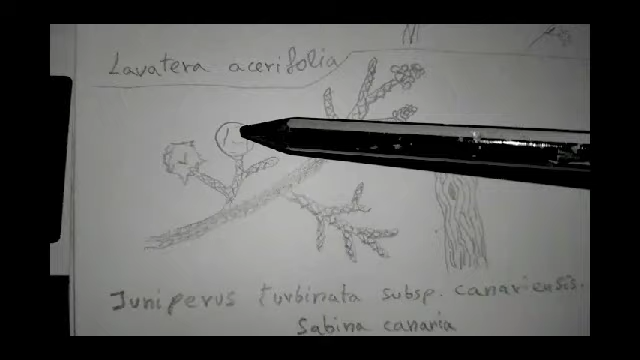 Lavatera acerifolia
Juniperus turbinata subsp. canariensis.
Sabina canaria